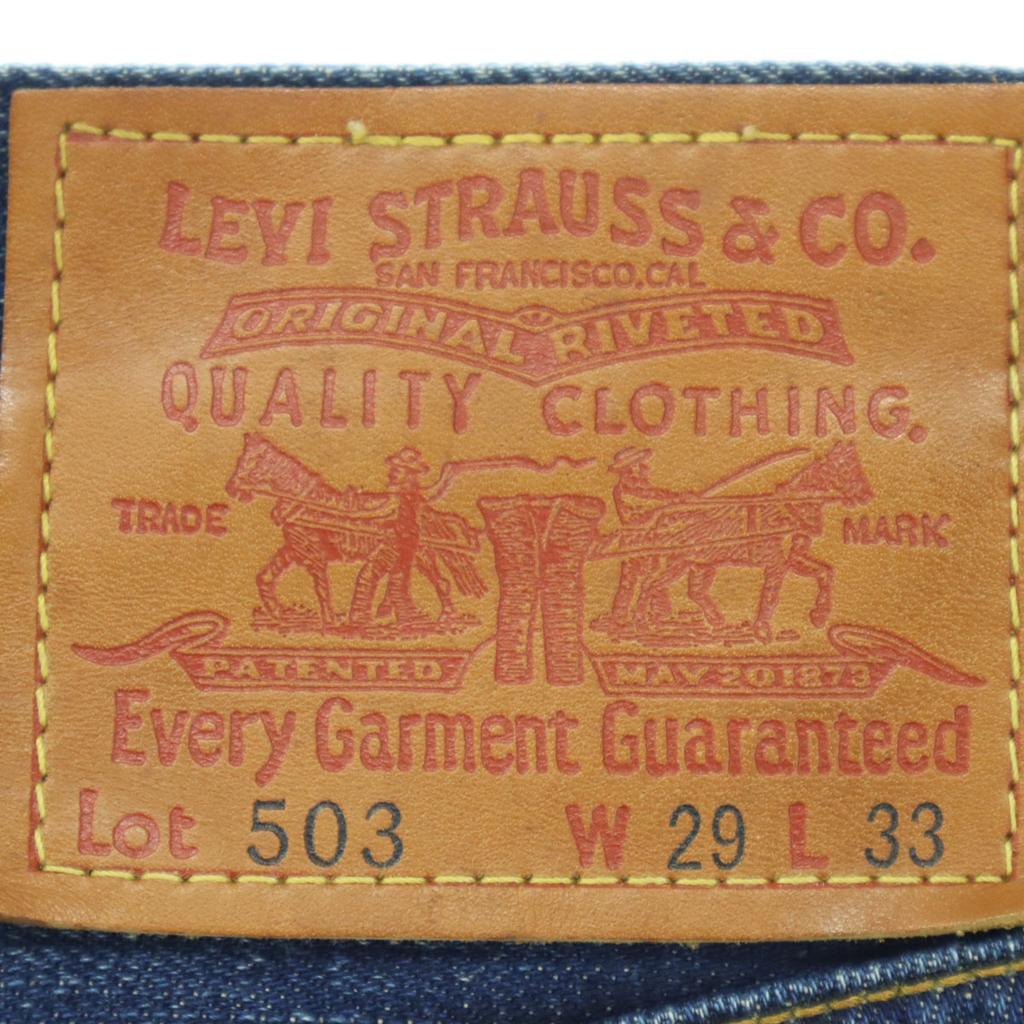 LEVI STRAUSS & CO.
SAN FRANCISCO, CAL
ORIGINAL RIVETED
QUALITY CLOTHING.
TRADE MARK
PATENTED MAY 20 1873
Every Garment Guaranteed
Lot 503 W 29 L 33